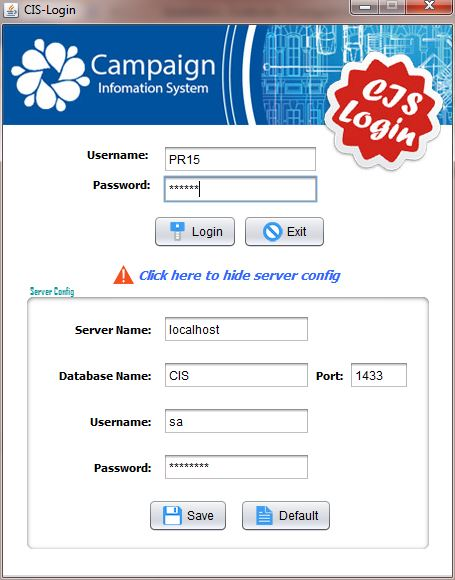 CIS-Login
Campaign
Infomation System
CIS
Login
Username: PR15
Password: ******
Login Exit
Click here to hide server config
Server Config
Server Name: localhost
Database Name: CIS Port: 1433
Username: sa
Password: ********
Save Default